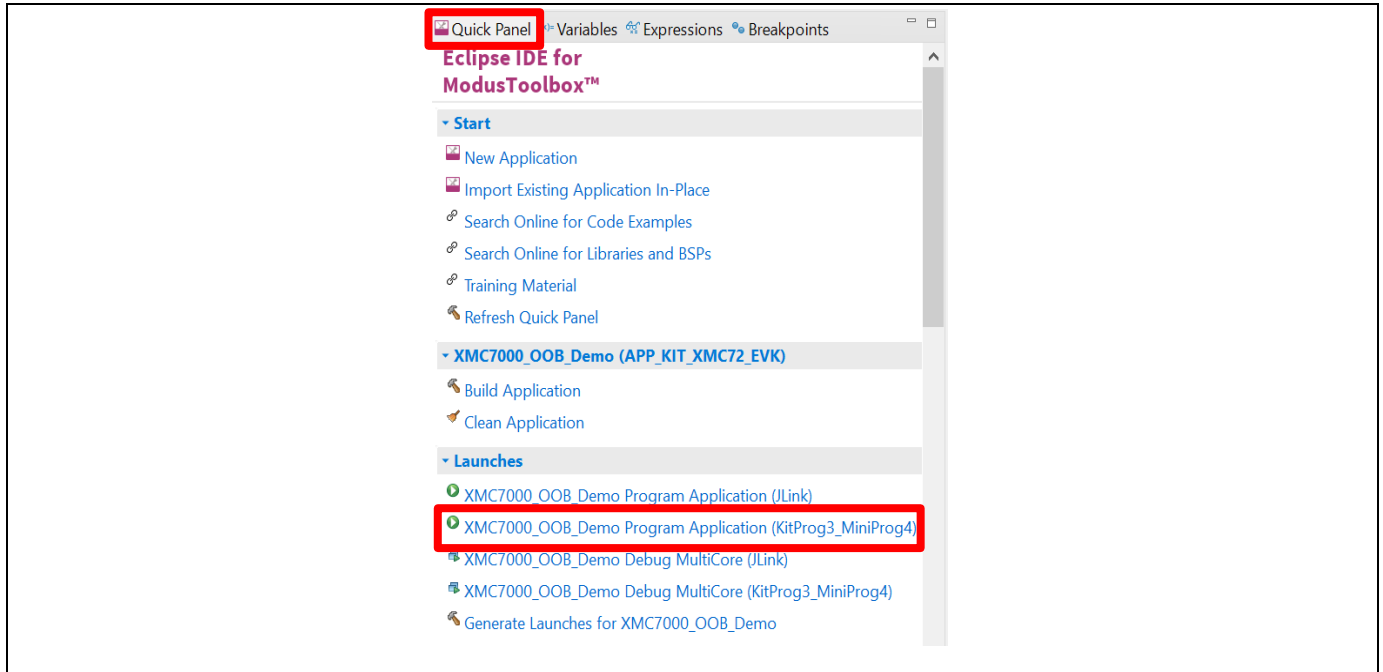 Quick Panel Variables Expressions Breakpoints
Eclipse IDE for
ModusToolbox™
Start
New Application
Import Existing Application In-Place
Search Online for Code Examples
Search Online for Libraries and BSPs
Training Material
Refresh Quick Panel
XMC7000_OOB_Demo (APP_KIT_XMC72_EVK)
Build Application
Clean Application
Launches
XMC7000_OOB_Demo Program Application (JLink)
XMC7000_OOB_Demo Program Application (KitProg3_MiniProg4)
XMC7000_OOB_Demo Debug MultiCore (JLink)
XMC7000_OOB_Demo Debug MultiCore (KitProg3_MiniProg4)
Generate Launches for XMC7000_OOB_Demo